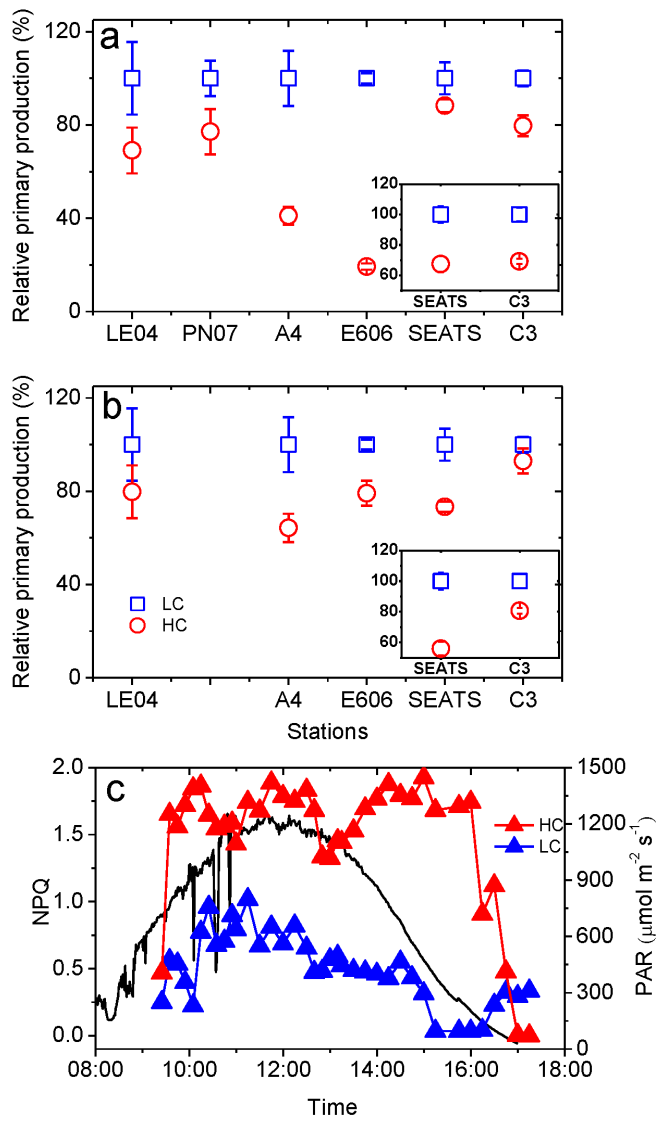 a
Relative primary production (%)
120
80
40
0
LE04 PN07 A4 E606 SEATS C3
120
100
80
60
SEATS C3
b
Relative primary production (%)
120
80
40
0
LC
HC
120
100
80
60
SEATS C3
LE04 A4 E606 SEATS C3
Stations
c
NPQ
2.0
1.5
1.0
0.5
0.0
HC
LC
1500
1200
900
600
300
0
PAR (μmol m⁻² s⁻¹)
08:00 10:00 12:00 14:00 16:00 18:00
Time